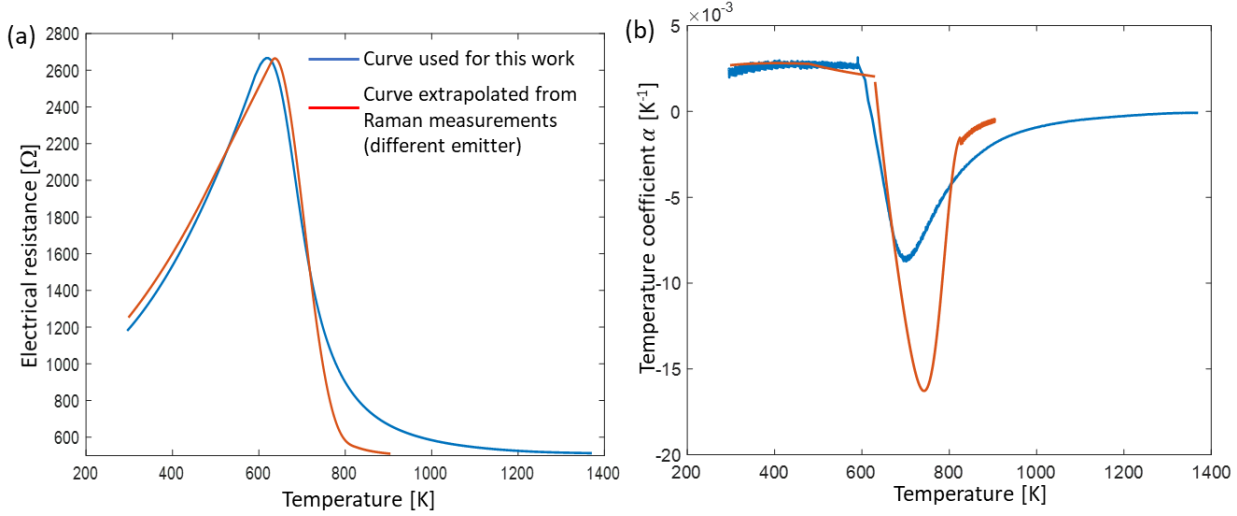 (a)
2800
2600
2400
2200
2000
1800
1600
1400
1200
1000
800
600
200 400 600 800 1000 1200 1400
Electrical resistance [Ω]
Temperature [K]
Curve used for this work
Curve extrapolated from
Raman measurements
(different emitter)
(b)
×10⁻³
5
0
-5
-10
-15
-20
200 400 600 800 1000 1200 1400
Temperature coefficient α [K⁻¹]
Temperature [K]